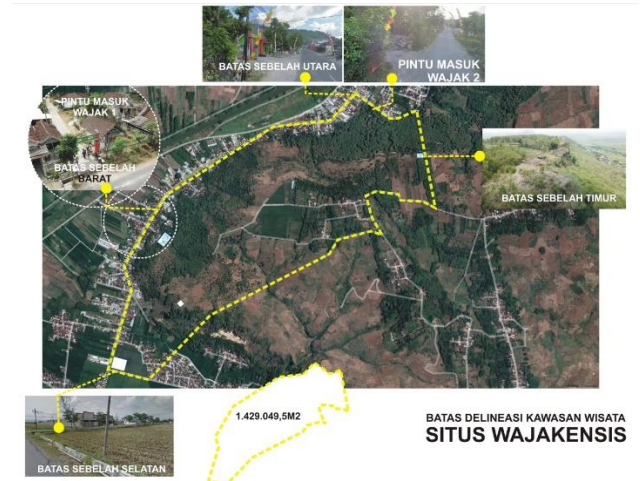 BATAS SEBELAH UTARA
PINTU MASUK
WAJAK 2
PINTU MASUK
WAJAK 1
BATAS SEBELAH
BARAT
BATAS SEBELAH TIMUR
1.429.049,5M2
BATAS DELINEASI KAWASAN WISATA
SITUS WAJAKENSIS
BATAS SEBELAH SELATAN